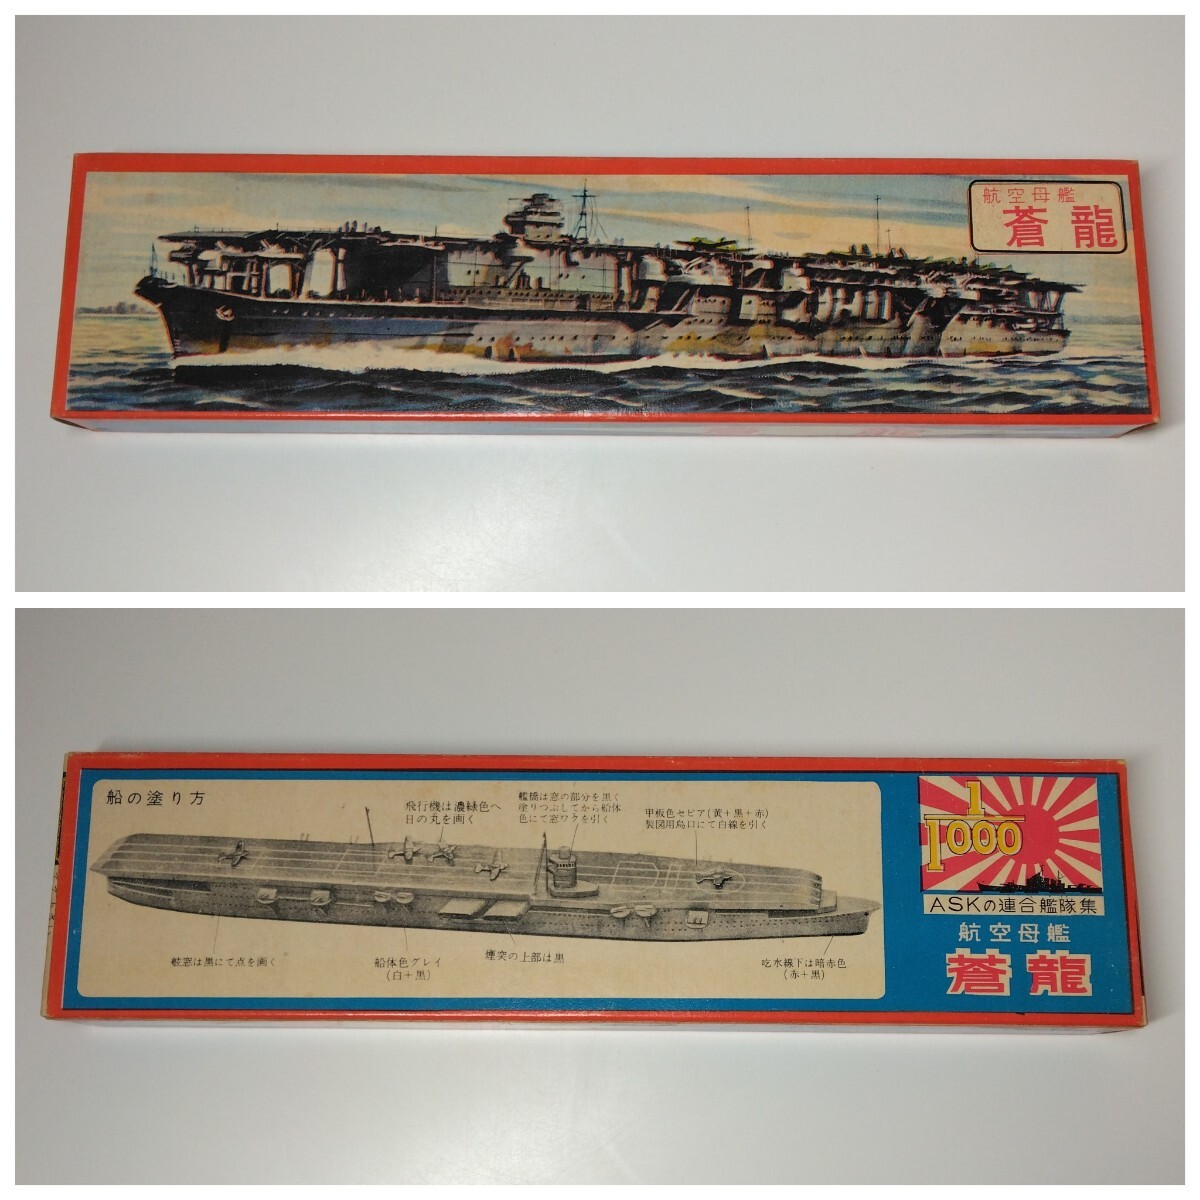 航空母艦
蒼龍
船の塗り方
飛行機は濃緑色へ
日の丸を画く
艦橋は窓の部分を黒く
塗りつぶしてから船体
色にて窓ワクを引く
甲板色セピア(黄+黒+赤)
製図用烏口にて白線を引く
舷窓は黒にて点を画く
船体色グレイ
(白+黒)
煙突の上部は黒
吃水線下は暗赤色
(赤+黒)
1/1000
ASKの連合艦隊集
航空母艦
蒼龍